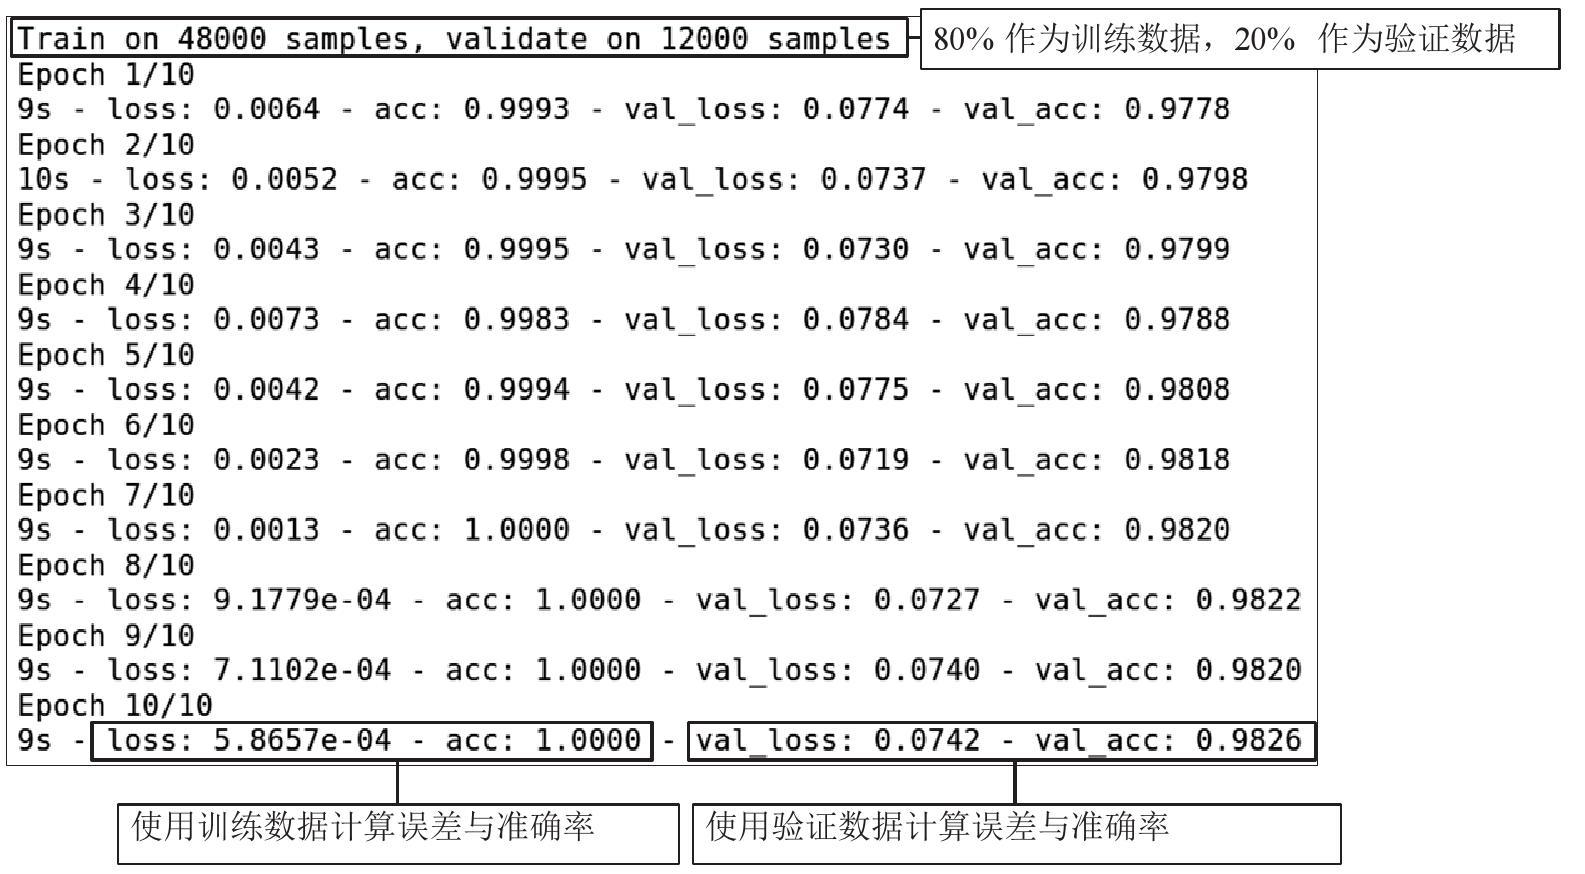 Train on 48000 samples, validate on 12000 samples
80% 作为训练数据，20% 作为验证数据
Epoch 1/10
9s - loss: 0.0064 - acc: 0.9993 - val_loss: 0.0774 - val_acc: 0.9778
Epoch 2/10
10s - loss: 0.0052 - acc: 0.9995 - val_loss: 0.0737 - val_acc: 0.9798
Epoch 3/10
9s - loss: 0.0043 - acc: 0.9995 - val_loss: 0.0730 - val_acc: 0.9799
Epoch 4/10
9s - loss: 0.0073 - acc: 0.9983 - val_loss: 0.0784 - val_acc: 0.9788
Epoch 5/10
9s - loss: 0.0042 - acc: 0.9994 - val_loss: 0.0775 - val_acc: 0.9808
Epoch 6/10
9s - loss: 0.0023 - acc: 0.9998 - val_loss: 0.0719 - val_acc: 0.9818
Epoch 7/10
9s - loss: 0.0013 - acc: 1.0000 - val_loss: 0.0736 - val_acc: 0.9820
Epoch 8/10
9s - loss: 9.1779e-04 - acc: 1.0000 - val_loss: 0.0727 - val_acc: 0.9822
Epoch 9/10
9s - loss: 7.1102e-04 - acc: 1.0000 - val_loss: 0.0740 - val_acc: 0.9820
Epoch 10/10
9s - loss: 5.8657e-04 - acc: 1.0000 - val_loss: 0.0742 - val_acc: 0.9826
使用训练数据计算误差与准确率
使用验证数据计算误差与准确率